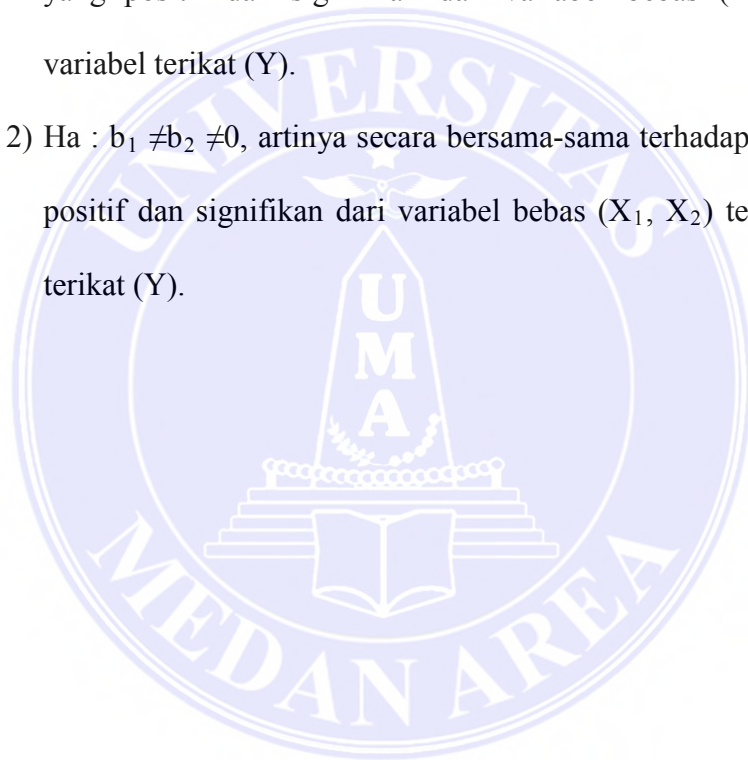 variabel terikat (Y).
2) Ha : b₁ ≠b₂ ≠0, artinya secara bersama-sama terhadap
positif dan signifikan dari variabel bebas (X₁, X₂) te
terikat (Y).
UNIVERSITAS
U
M
A
MEDAN AREA